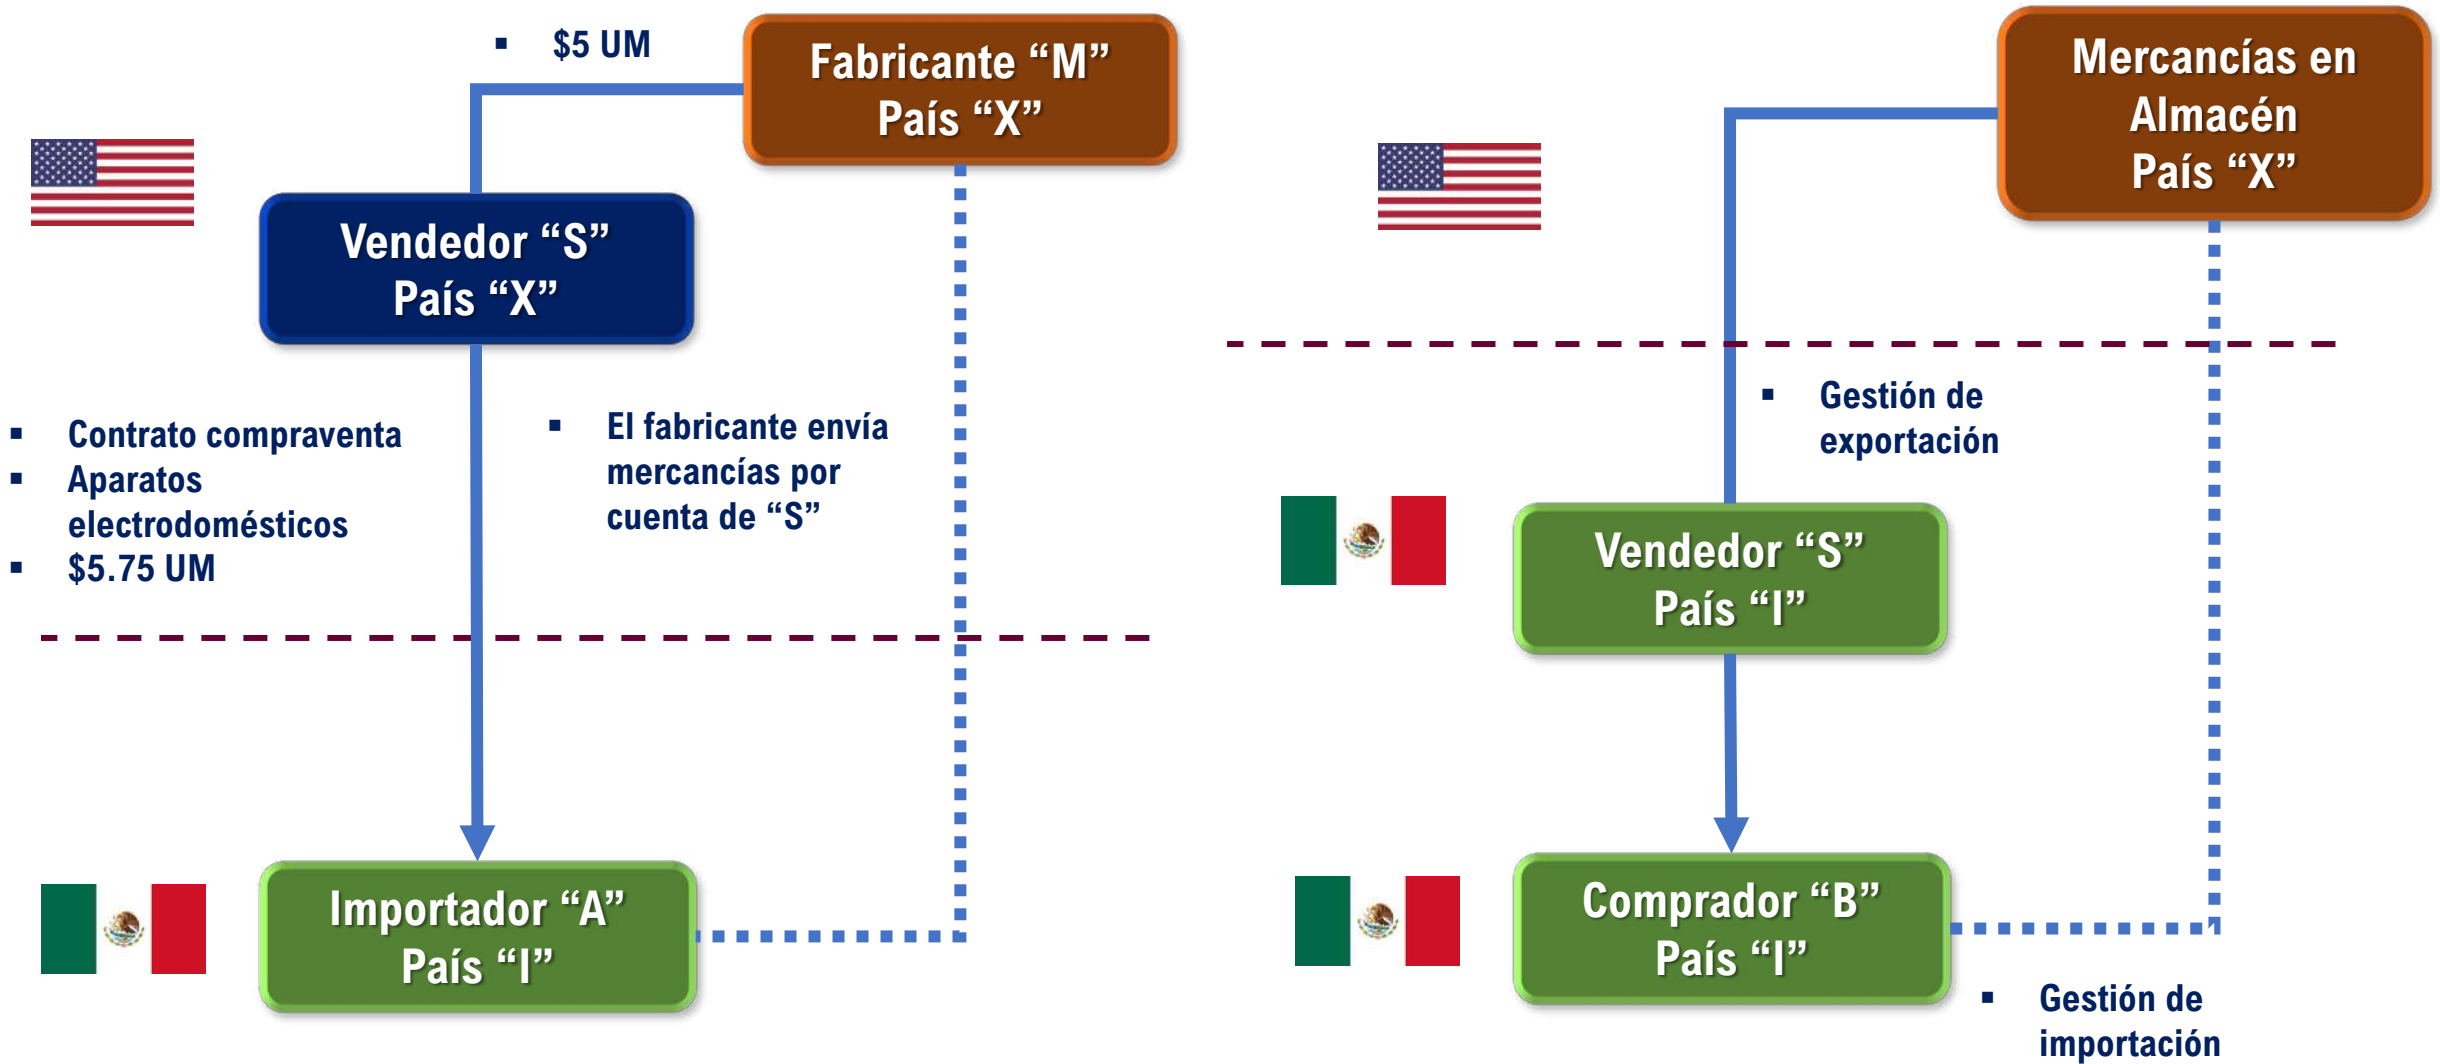 $5 UM
Fabricante “M”
País “X”
Vendedor “S”
País “X”
Contrato compraventa
Aparatos
electrodomésticos
$5.75 UM
El fabricante envía
mercancías por
cuenta de “S”
Importador “A”
País “I”
Mercancías en
Almacén
País “X”
Gestión de
exportación
Vendedor “S”
País “I”
Comprador “B”
País “I”
Gestión de
importación